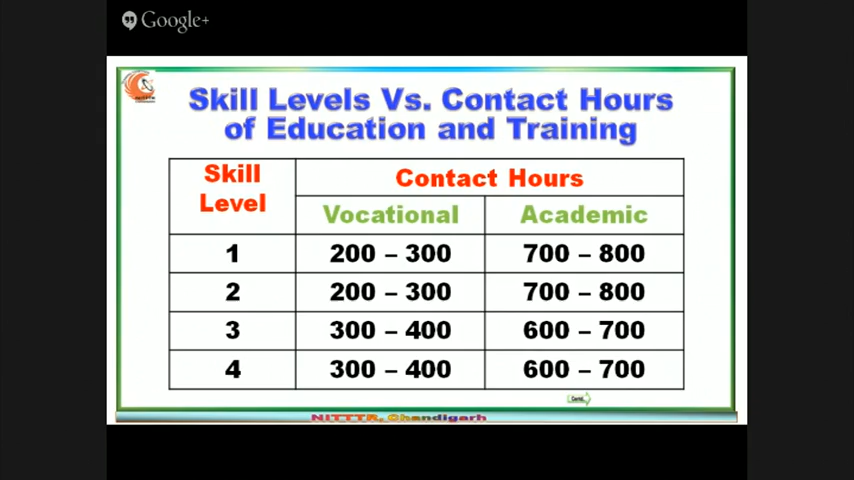 Google+
Skill Levels Vs. Contact Hours
of Education and Training
Skill Level
Contact Hours
Vocational Academic
1 200 – 300 700 – 800
2 200 – 300 700 – 800
3 300 – 400 600 – 700
4 300 – 400 600 – 700
NITTTR, Chandigarh